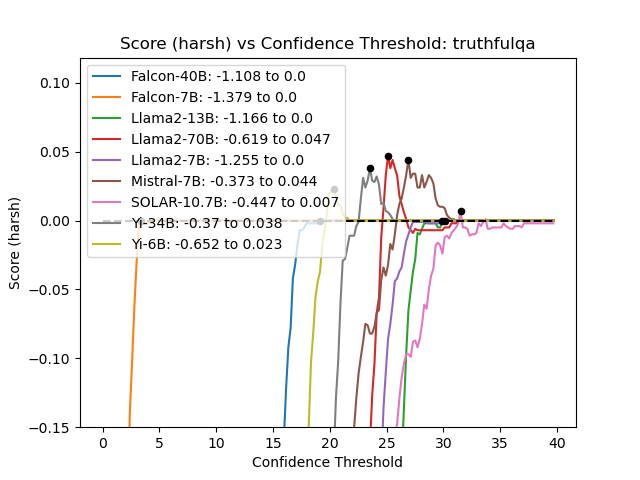 Score (harsh) vs Confidence Threshold: truthfulqa
Falcon-40B: -1.108 to 0.0
Falcon-7B: -1.379 to 0.0
Llama2-13B: -1.166 to 0.0
Llama2-70B: -0.619 to 0.047
Llama2-7B: -1.255 to 0.0
Mistral-7B: -0.373 to 0.044
SOLAR-10.7B: -0.447 to 0.007
Yi-34B: -0.37 to 0.038
Yi-6B: -0.652 to 0.023
Score (harsh)
0.10
0.05
0.00
−0.05
−0.10
−0.15
0 5 10 15 20 25 30 35 40
Confidence Threshold